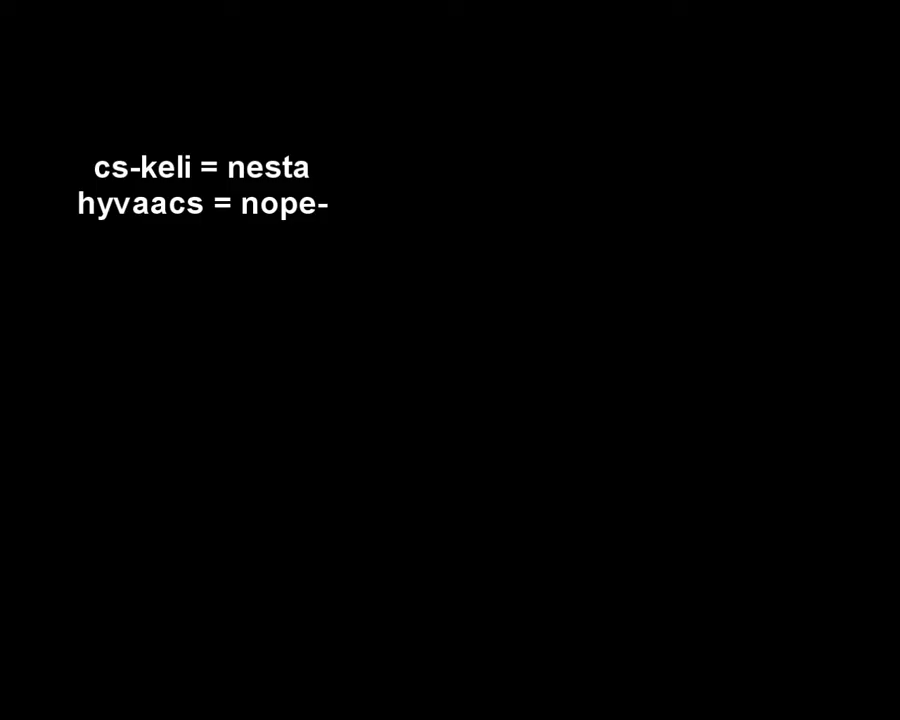 cs-keli = nesta
hyvaacs = nope-